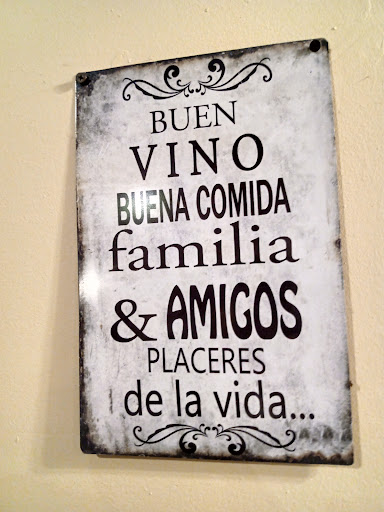 BUEN
VINO
BUENA COMIDA
familia
& AMIGOS
PLACERES
de la vida...